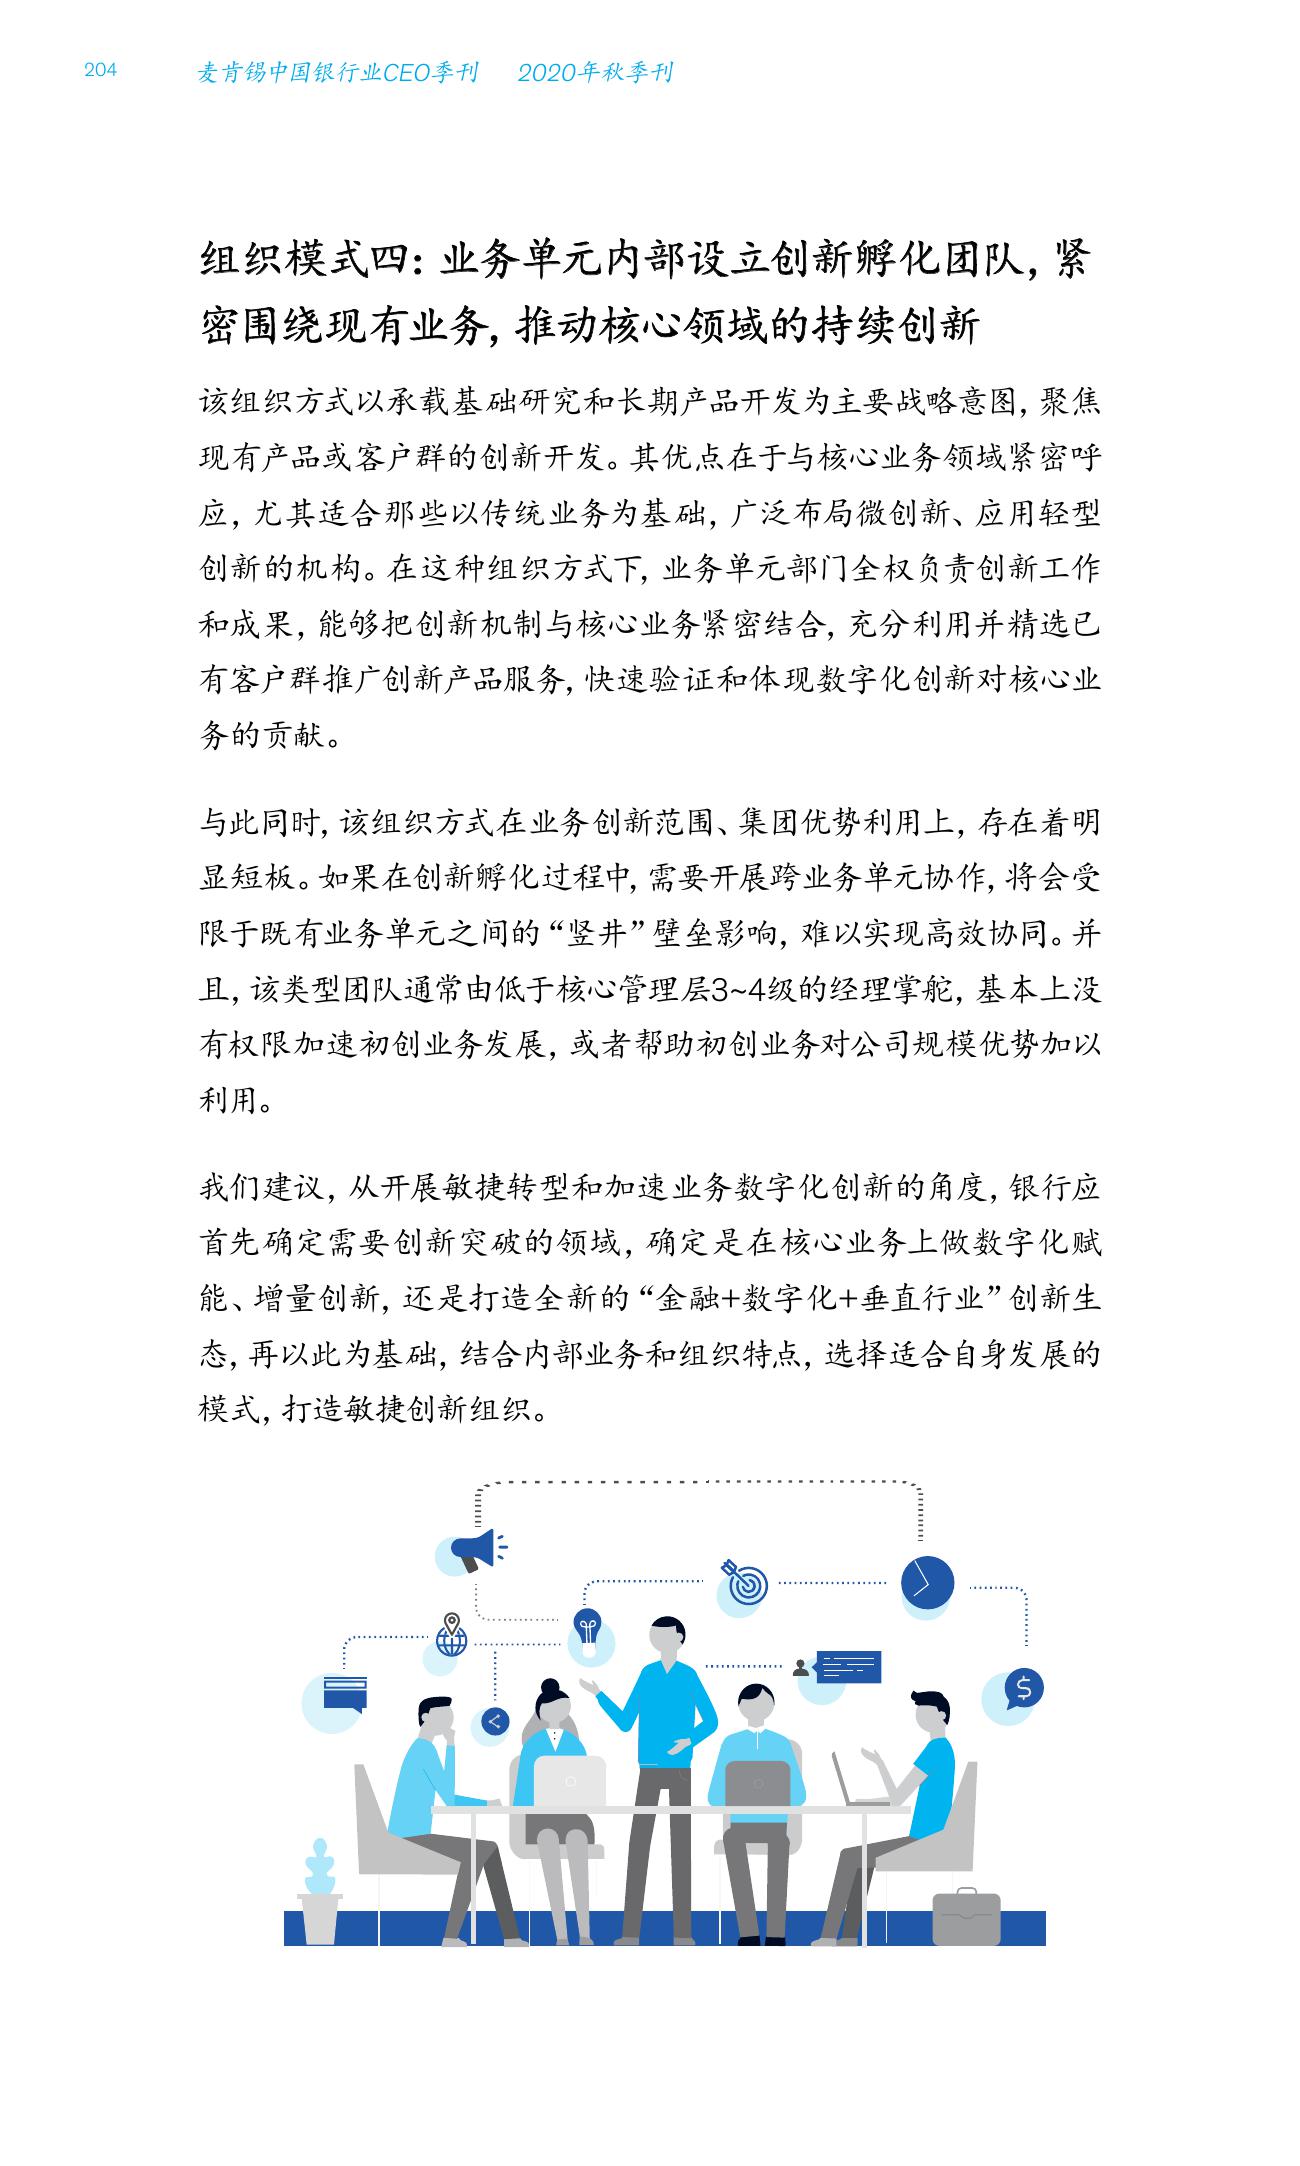 204
麦肯锡中国银行业CEO季刊 2020年秋季刊
组织模式四：业务单元内部设立创新孵化团队，紧
密围绕现有业务，推动核心领域的持续创新
该组织方式以承载基础研究和长期产品开发为主要战略意图，聚焦
现有产品或客户群的创新开发。其优点在于与核心业务领域紧密呼
应，尤其适合那些以传统业务为基础，广泛布局微创新、应用轻型
创新的机构。在这种组织方式下，业务单元部门全权负责创新工作
和成果，能够把创新机制与核心业务紧密结合，充分利用并精选已
有客户群推广创新产品服务，快速验证和体现数字化创新对核心业
务的贡献。
与此同时，该组织方式在业务创新范围、集团优势利用上，存在着明
显短板。如果在创新孵化过程中，需要开展跨业务单元协作，将会受
限于既有业务单元之间的“竖井”壁垒影响，难以实现高效协同。并
且，该类型团队通常由低于核心管理层3~4级的经理掌舵，基本上没
有权限加速初创业务发展，或者帮助初创业务对公司规模优势加以
利用。
我们建议，从开展敏捷转型和加速业务数字化创新的角度，银行应
首先确定需要创新突破的领域，确定是在核心业务上做数字化赋
能、增量创新，还是打造全新的“金融+数字化+垂直行业”创新生
态，再以此为基础，结合内部业务和组织特点，选择适合自身发展的
模式，打造敏捷创新组织。
$